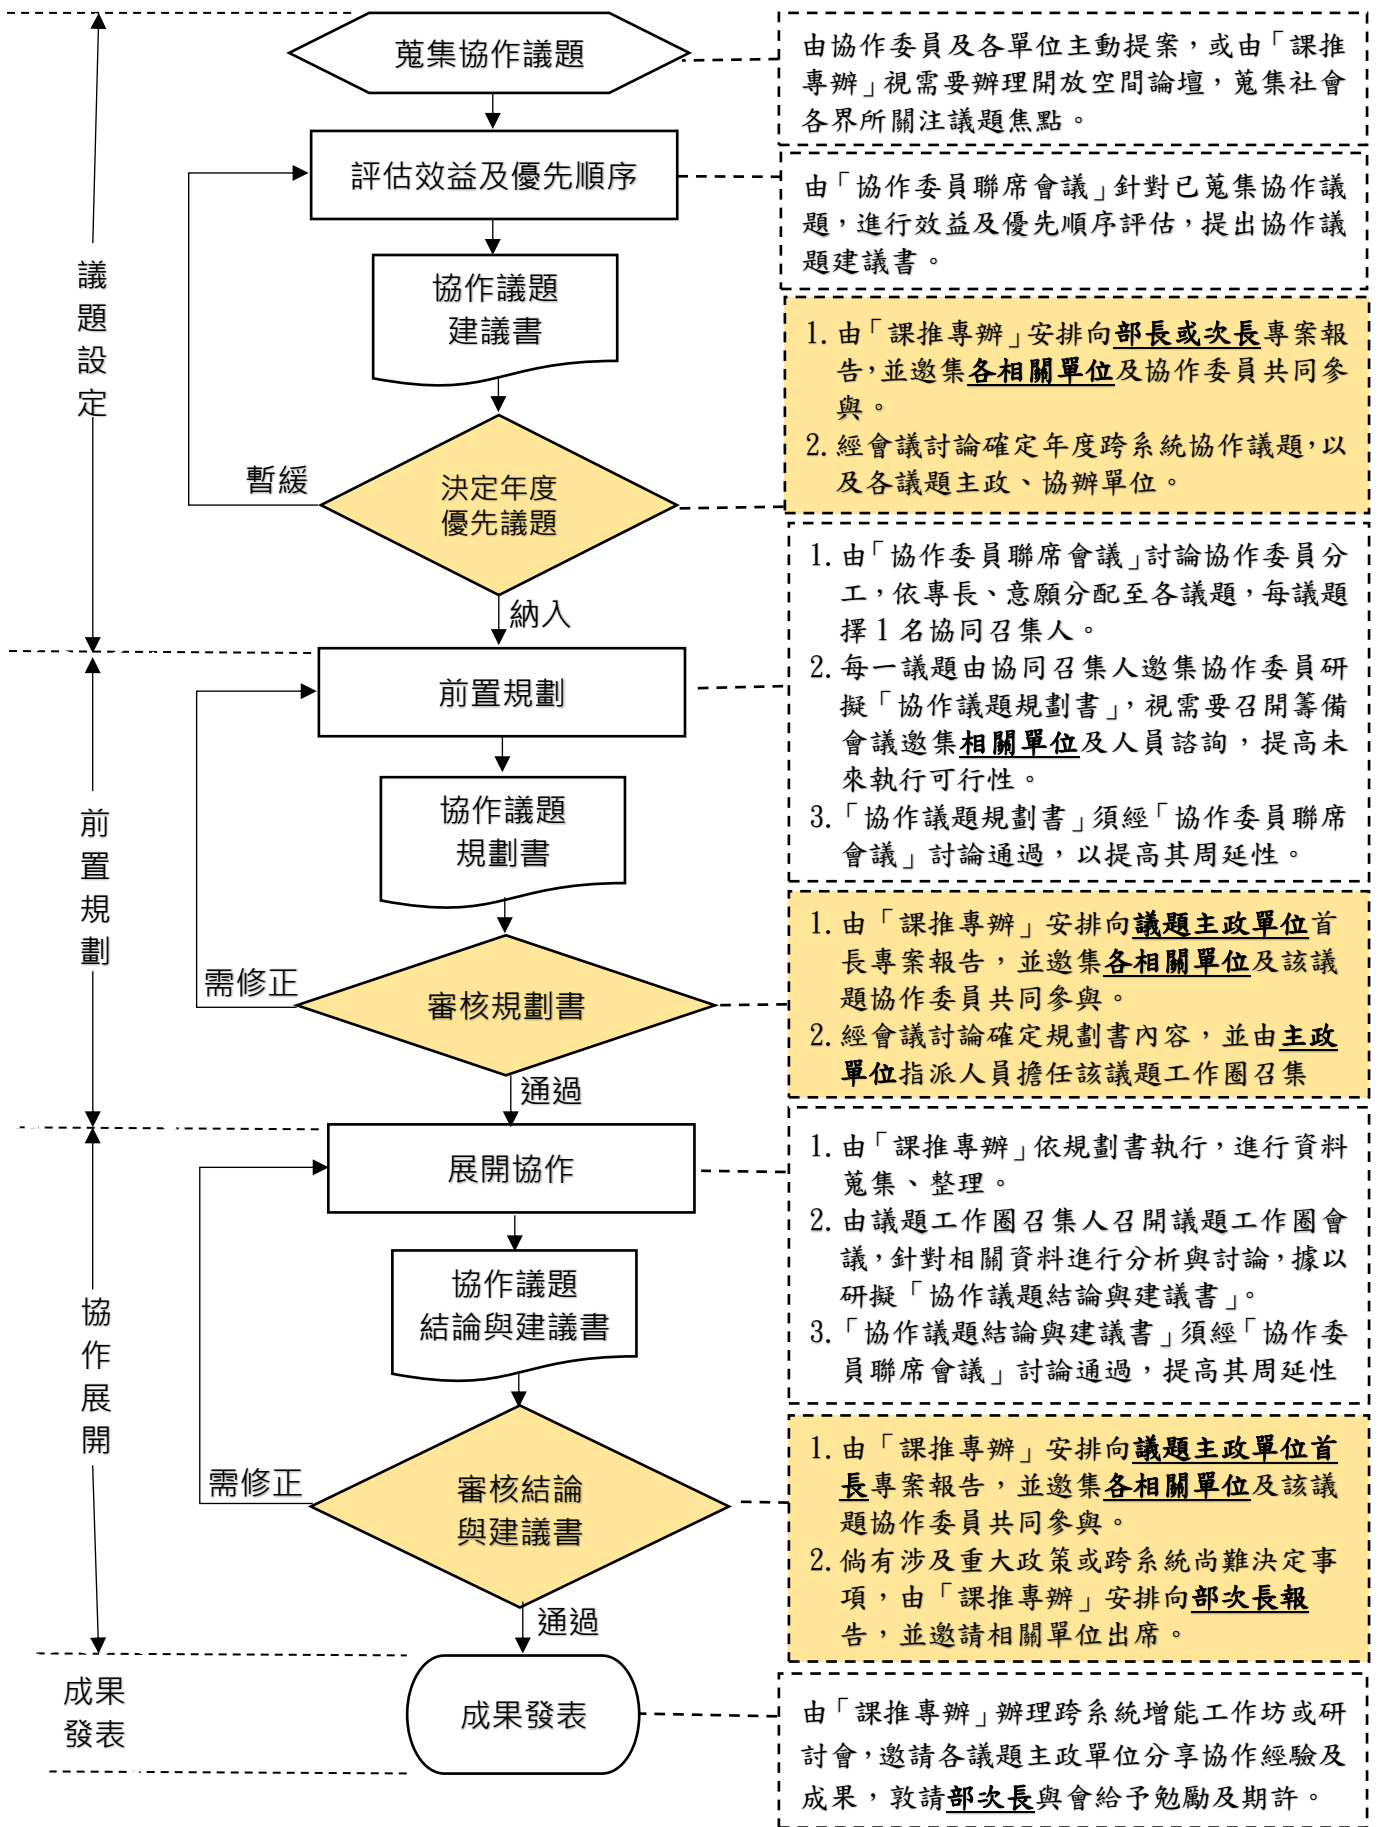 蒐集協作議題
由協作委員及各單位主動提案，或由「課推
專辦」視需要辦理開放空間論壇，蒐集社會
各界所關注議題焦點。
評估效益及優先順序
由「協作委員聯席會議」針對已蒐集協作議
題，進行效益及優先順序評估，提出協作議
題建議書。
議
題
設
定
協作議題
建議書
1. 由「課推專辦」安排向部長或次長專案報
告，並邀集各相關單位及協作委員共同參
與。
2. 經會議討論確定年度跨系統協作議題，以
及各議題主政、協辦單位。
暫緩
決定年度
優先議題
納入
1. 由「協作委員聯席會議」討論協作委員分
工，依專長、意願分配至各議題，每議題
擇 1 名協同召集人。
2. 每一議題由協同召集人邀集協作委員研
擬「協作議題規劃書」，視需要召開籌備
會議邀集相關單位及人員諮詢，提高未
來執行可行性。
3.「協作議題規劃書」須經「協作委員聯席
會議」討論通過，以提高其周延性。
前置規劃
前
置
規
劃
協作議題
規劃書
1. 由「課推專辦」安排向議題主政單位首
長專案報告，並邀集各相關單位及該議
題協作委員共同參與。
2. 經會議討論確定規劃書內容，並由主政
單位指派人員擔任該議題工作圈召集
需修正
審核規劃書
通過
1. 由「課推專辦」依規劃書執行，進行資料
蒐集、整理。
2. 由議題工作圈召集人召開議題工作圈會
議，針對相關資料進行分析與討論，據以
研擬「協作議題結論與建議書」。
3.「協作議題結論與建議書」須經「協作委
員聯席會議」討論通過，提高其周延性
展開協作
協
作
展
開
協作議題
結論與建議書
1. 由「課推專辦」安排向議題主政單位首
長專案報告，並邀集各相關單位及該議
題協作委員共同參與。
2. 倘有涉及重大政策或跨系統尚難決定事
項，由「課推專辦」安排向部次長報
告，並邀請相關單位出席。
需修正
審核結論
與建議書
通過
成果
發表
成果發表
由「課推專辦」辦理跨系統增能工作坊或研
討會，邀請各議題主政單位分享協作經驗及
成果，敦請部次長與會給予勉勵及期許。